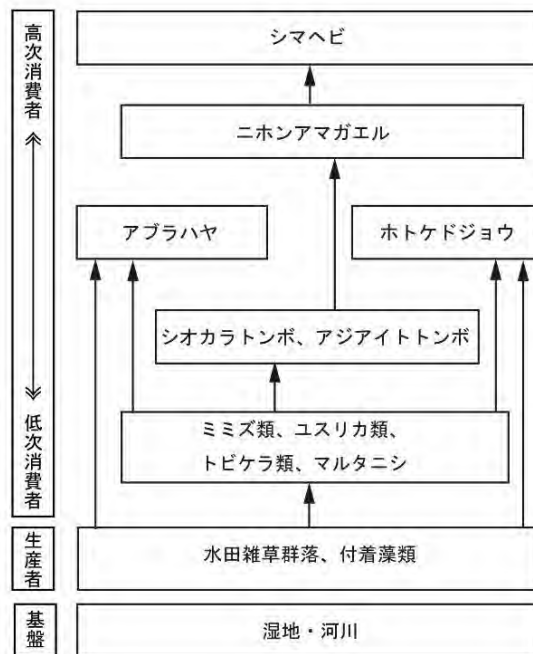 高次消費者
低次消費者
生産者
基盤
シマヘビ
ニホンアマガエル
アブラハヤ
ホトケドジョウ
シオカラトンボ、アジアイトトンボ
ミミズ類、ユスリカ類、
トビケラ類、マルタニシ
水田雑草群落、付着藻類
湿地・河川